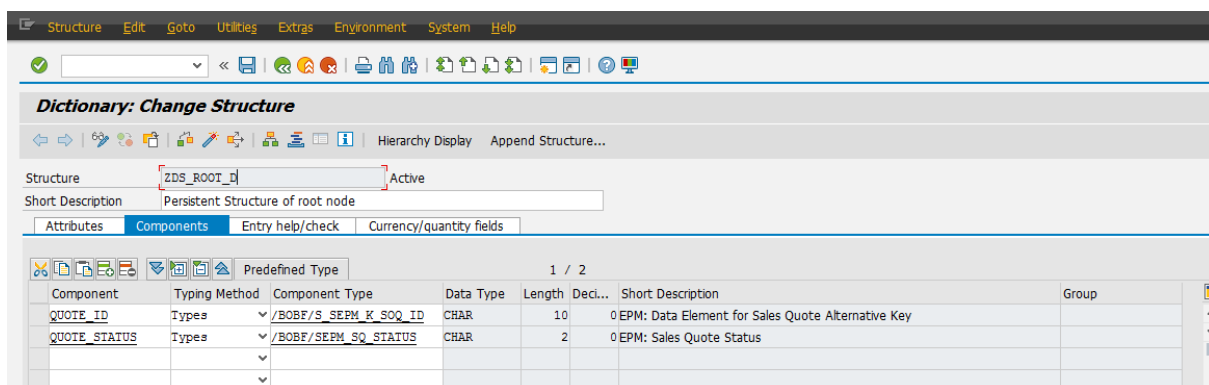 Structure Edit Goto Utilities Extras Environment System Help
Dictionary: Change Structure
Hierarchy Display Append Structure...
Structure ZDS_ROOT_D Active
Short Description Persistent Structure of root node
Attributes Components Entry help/check Currency/quantity fields
Predefined Type 1 / 2
Component Typing Method Component Type Data Type Length Deci... Short Description Group
QUOTE_ID Types /BOBF/S_SEPM_K_SOQ_ID CHAR 10 0 EPM: Data Element for Sales Quote Alternative Key
QUOTE_STATUS Types /BOBF/SEPM_SQ_STATUS CHAR 2 0 EPM: Sales Quote Status